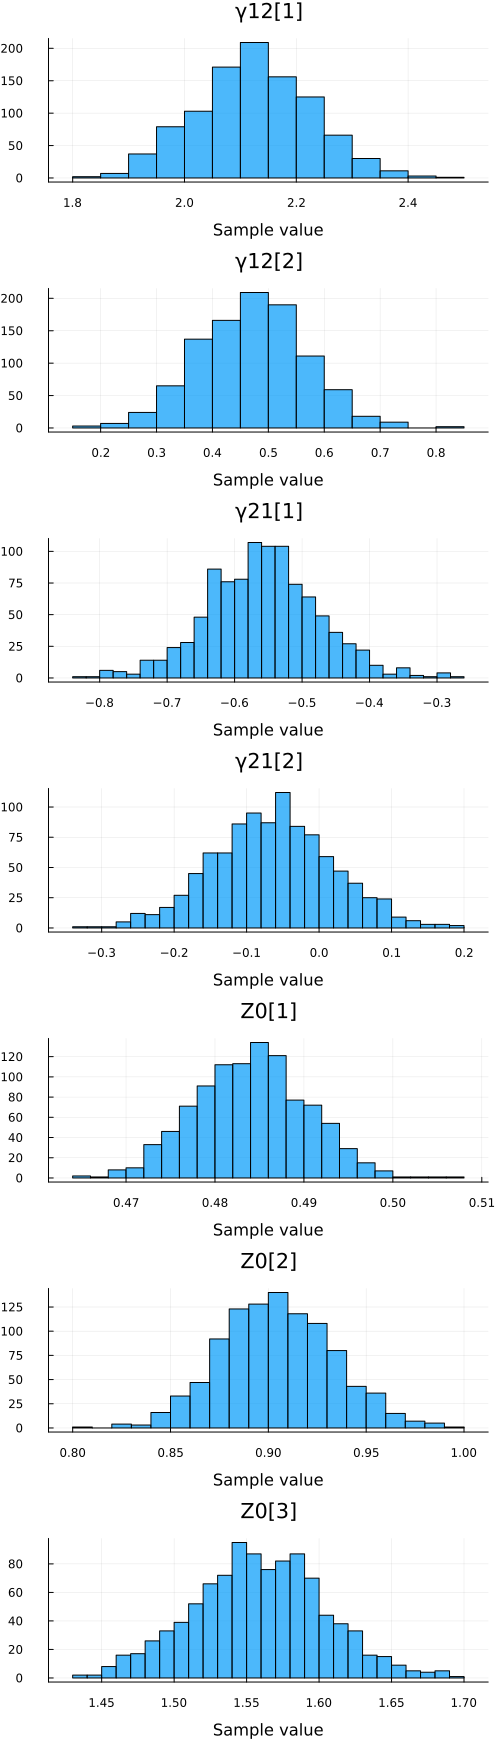 γ12[1]
200
150
100
50
0
1.8 2.0 2.2 2.4
Sample value
γ12[2]
200
150
100
50
0
0.2 0.3 0.4 0.5 0.6 0.7 0.8
Sample value
γ21[1]
100
75
50
25
0
−0.8 −0.7 −0.6 −0.5 −0.4 −0.3
Sample value
γ21[2]
100
75
50
25
0
−0.3 −0.2 −0.1 0.0 0.1 0.2
Sample value
Z0[1]
120
100
80
60
40
20
0
0.47 0.48 0.49 0.50 0.51
Sample value
Z0[2]
125
100
75
50
25
0
0.80 0.85 0.90 0.95 1.00
Sample value
Z0[3]
80
60
40
20
0
1.45 1.50 1.55 1.60 1.65 1.70
Sample value